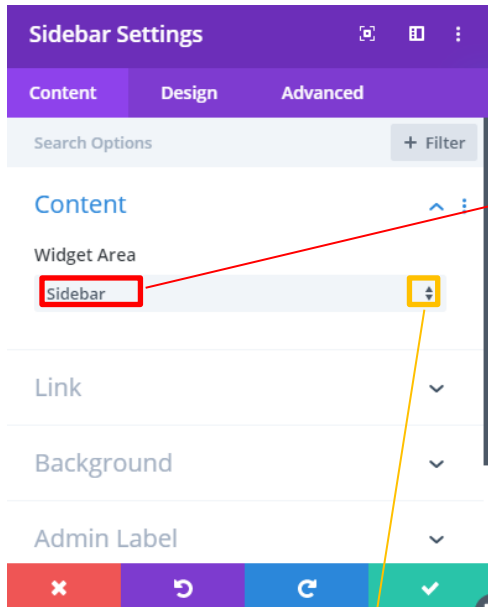 Sidebar Settings
Content Design Advanced
Search Options + Filter
Content
Widget Area
Sidebar
Link
Background
Admin Label